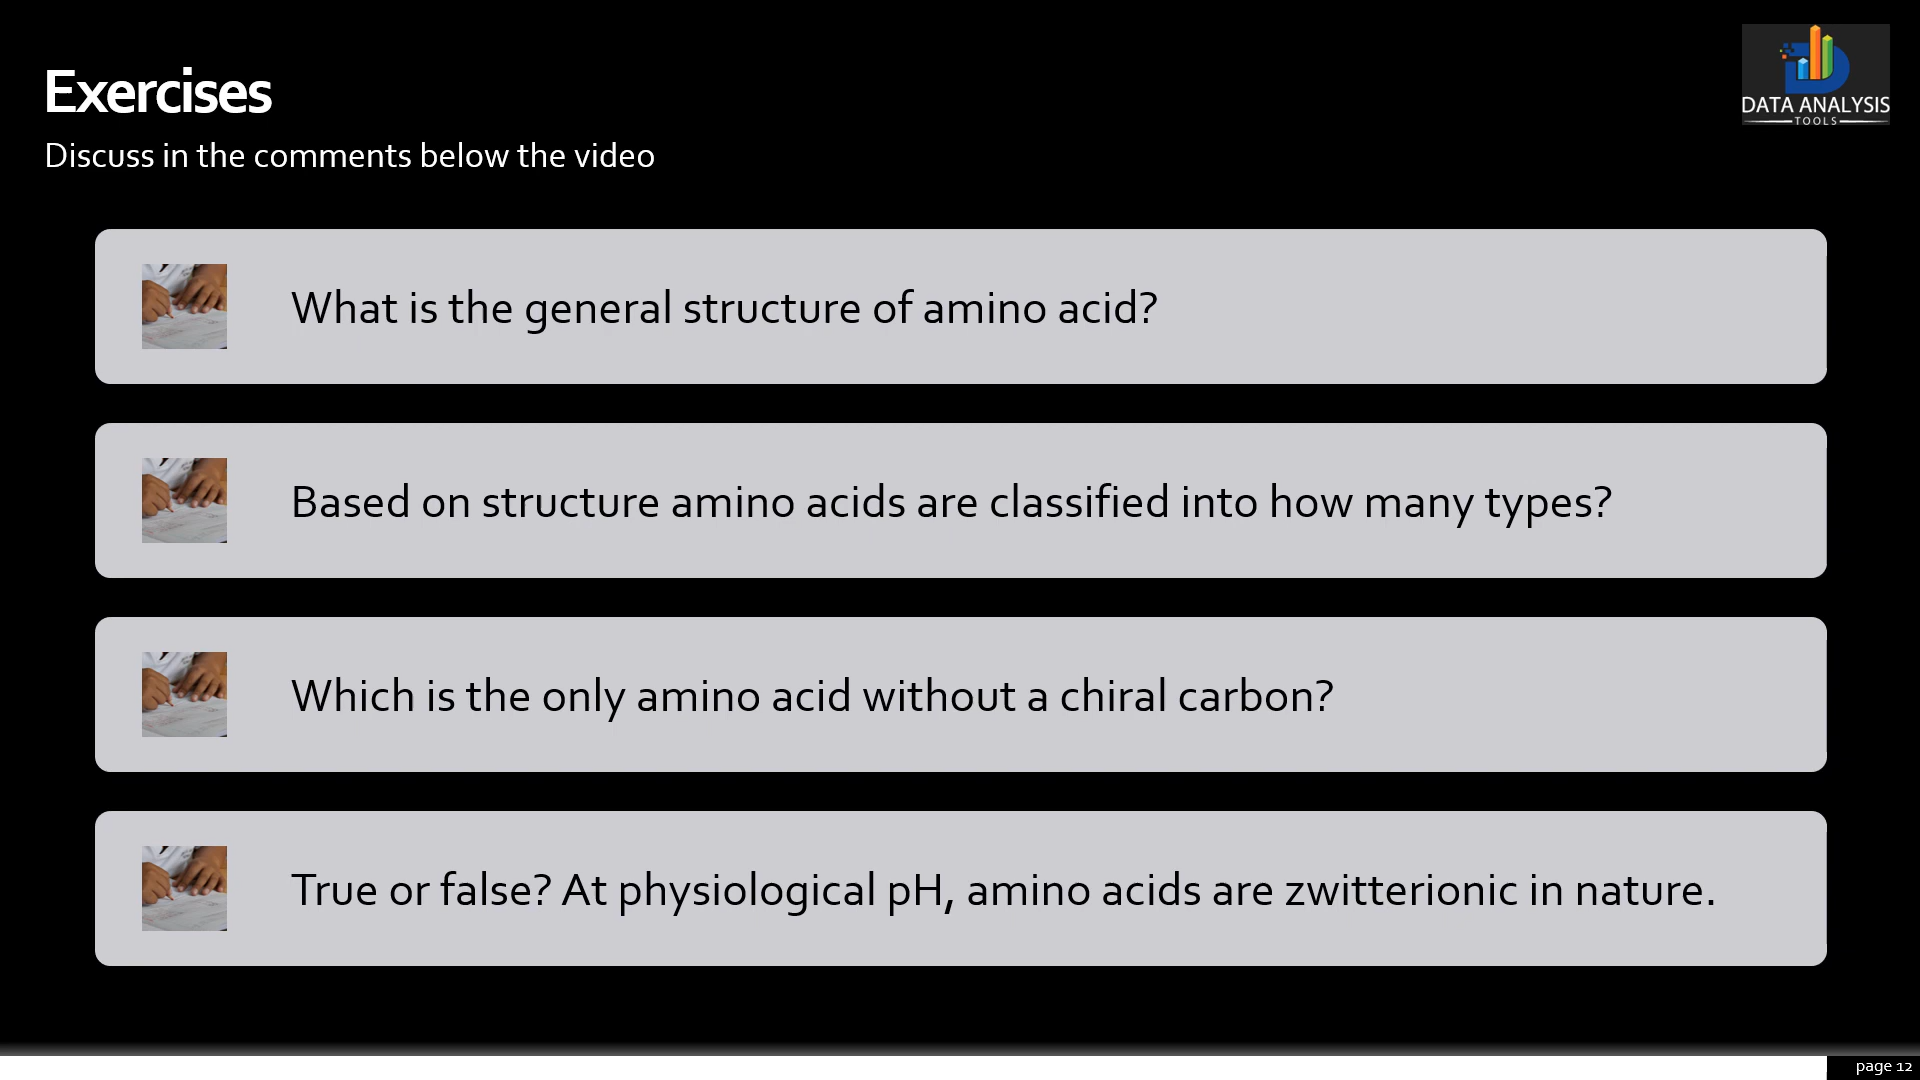 Exercises
Discuss in the comments below the video
DATA ANALYSIS
TOOLS
What is the general structure of amino acid?
Based on structure amino acids are classified into how many types?
Which is the only amino acid without a chiral carbon?
True or false? At physiological pH, amino acids are zwitterionic in nature.
page 12